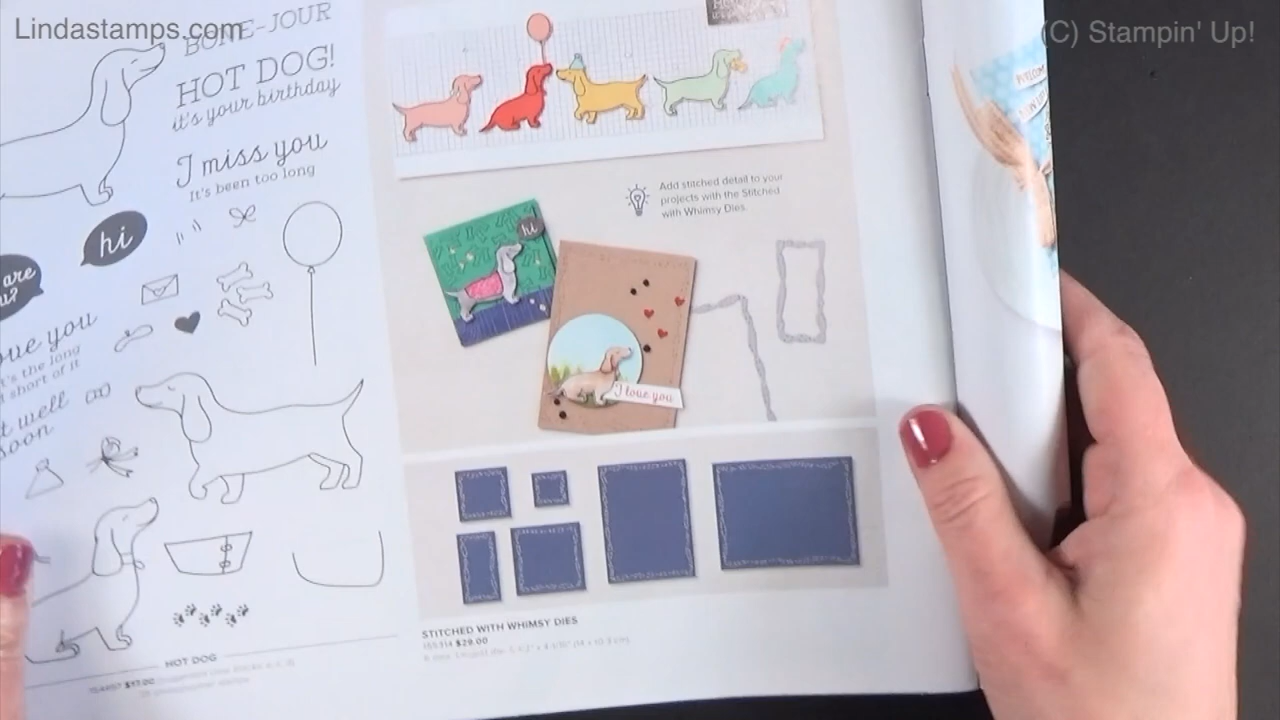 Lindastamps.com
(C) Stampin' Up!
BONE-JOUR
HOT DOG!
it's your birthday
I miss you
It's been too long
hi
are
u?
ove you
t's the long
short of it
t well
soon
HOT DOG
$17.00
Add stitched detail to your
projects with the Stitched
with Whimsy Dies.
hi
I love you
STITCHED WITH WHIMSY DIES
$29.00